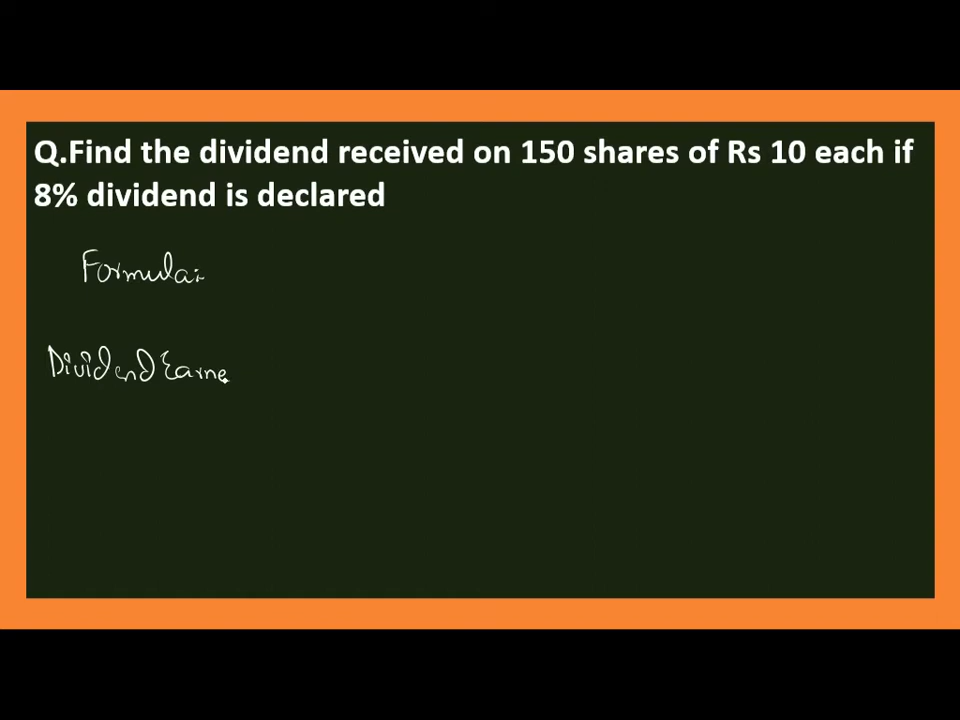 Q.Find the dividend received on 150 shares of Rs 10 each if
8% dividend is declared
Formula:
Dividend Earne